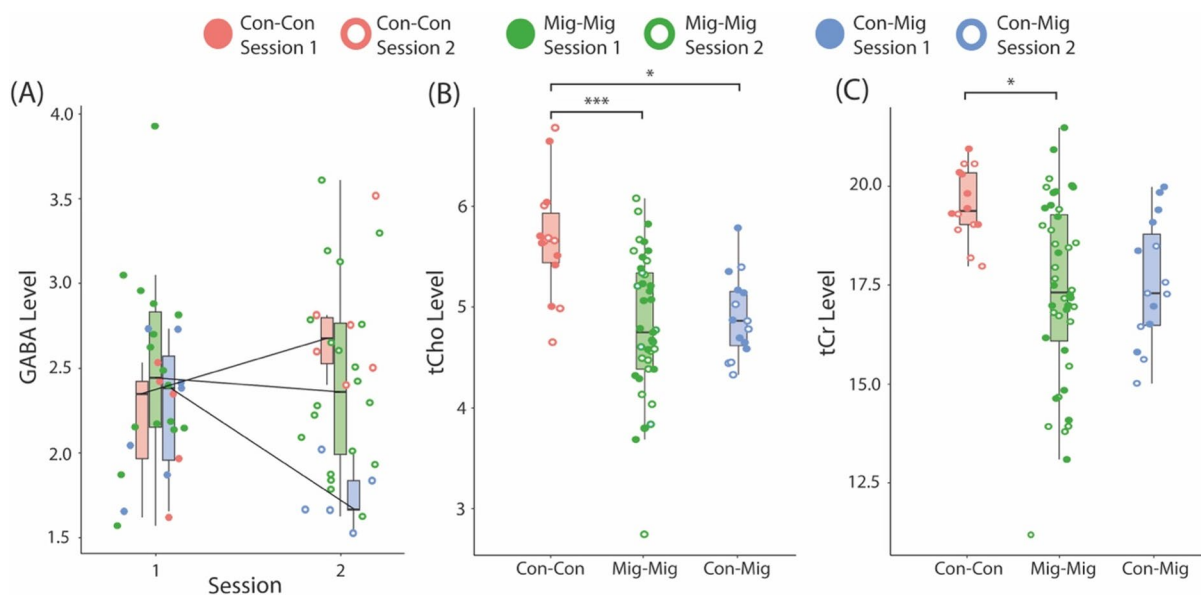 Con-Con
Session 1
Con-Con
Session 2
Mig-Mig
Session 1
Mig-Mig
Session 2
Con-Mig
Session 1
Con-Mig
Session 2
(A)
GABA Level
4.0
3.5
3.0
2.5
2.0
1.5
1
2
Session
(B)
tCho Level
6
5
4
3
*
***
Con-Con
Mig-Mig
Con-Mig
(C)
tCr Level
20.0
17.5
15.0
12.5
*
Con-Con
Mig-Mig
Con-Mig